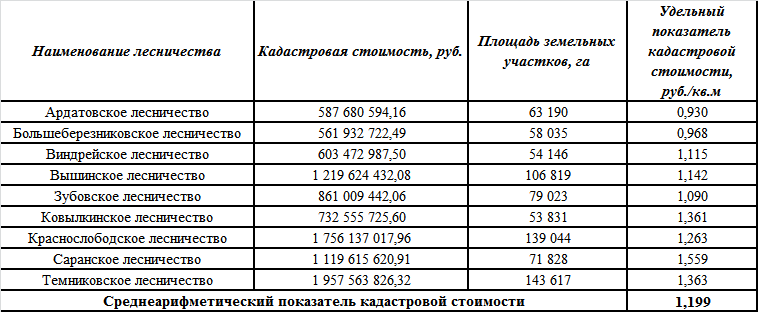 Наименование лесничества Кадастровая стоимость, руб. Площадь земельных участков, га Удельный показатель кадастровой стоимости, руб./кв.м
Ардатовское лесничество 587 680 594,16 63 190 0,930
Большеберезниковское лесничество 561 932 722,49 58 035 0,968
Виндрейское лесничество 603 472 987,50 54 146 1,115
Вышинское лесничество 1 219 624 432,08 106 819 1,142
Зубовское лесничество 861 009 442,06 79 023 1,090
Ковылкинское лесничество 732 555 725,60 53 831 1,361
Краснослободское лесничество 1 756 137 017,96 139 044 1,263
Саранское лесничество 1 119 615 620,91 71 828 1,559
Темниковское лесничество 1 957 563 826,32 143 617 1,363
Среднеарифметический показатель кадастровой стоимости 1,199